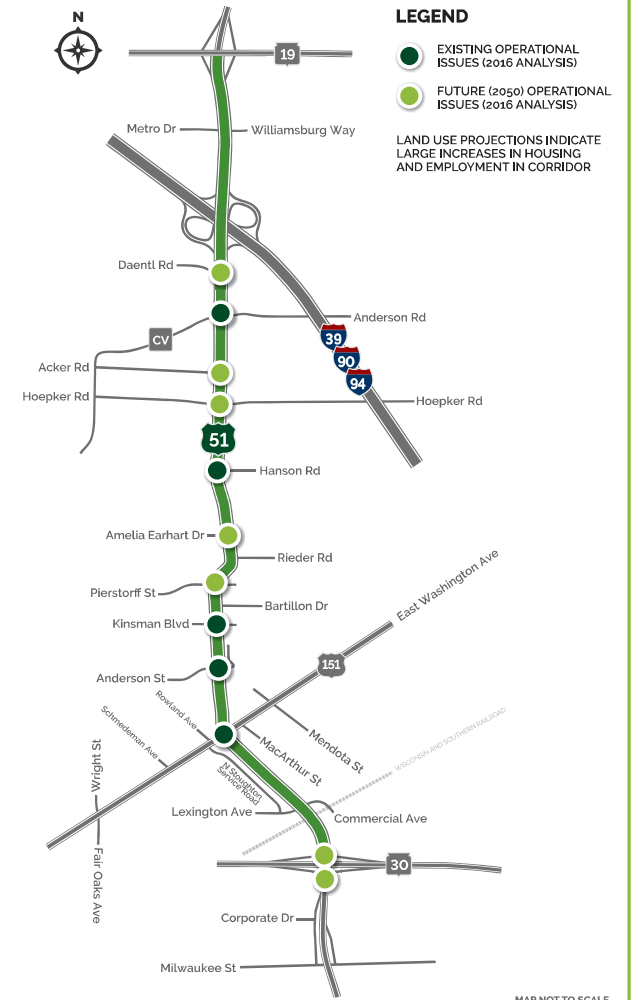 N
LEGEND
EXISTING OPERATIONAL
ISSUES (2016 ANALYSIS)
FUTURE (2050) OPERATIONAL
ISSUES (2016 ANALYSIS)
LAND USE PROJECTIONS INDICATE
LARGE INCREASES IN HOUSING
AND EMPLOYMENT IN CORRIDOR
19
Metro Dr
Williamsburg Way
Daentl Rd
Anderson Rd
CV
39
90
94
Acker Rd
Hoepker Rd
Hoepker Rd
51
Hanson Rd
Amelia Earhart Dr
Rieder Rd
Pierstorff St
Bartillon Dr
Kinsman Blvd
East Washington Ave
151
Anderson St
Rowland Ave
Schmedeman Ave
MacArthur St
Mendota St
N Stoughton
Service Road
WISCONSIN AND SOUTHERN RAILROAD
Wright St
Lexington Ave
Commercial Ave
Fair Oaks Ave
30
Corporate Dr
Milwaukee St
MAP NOT TO SCALE